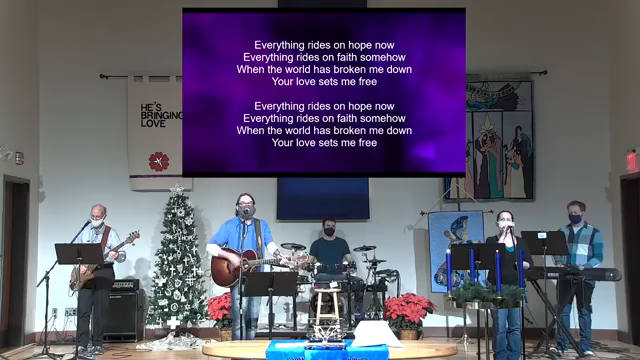 Everything rides on hope now
Everything rides on faith somehow
When the world has broken me down
Your love sets me free
Everything rides on hope now
Everything rides on faith somehow
When the world has broken me down
Your love sets me free
HE'S
BRINGING
LOVE